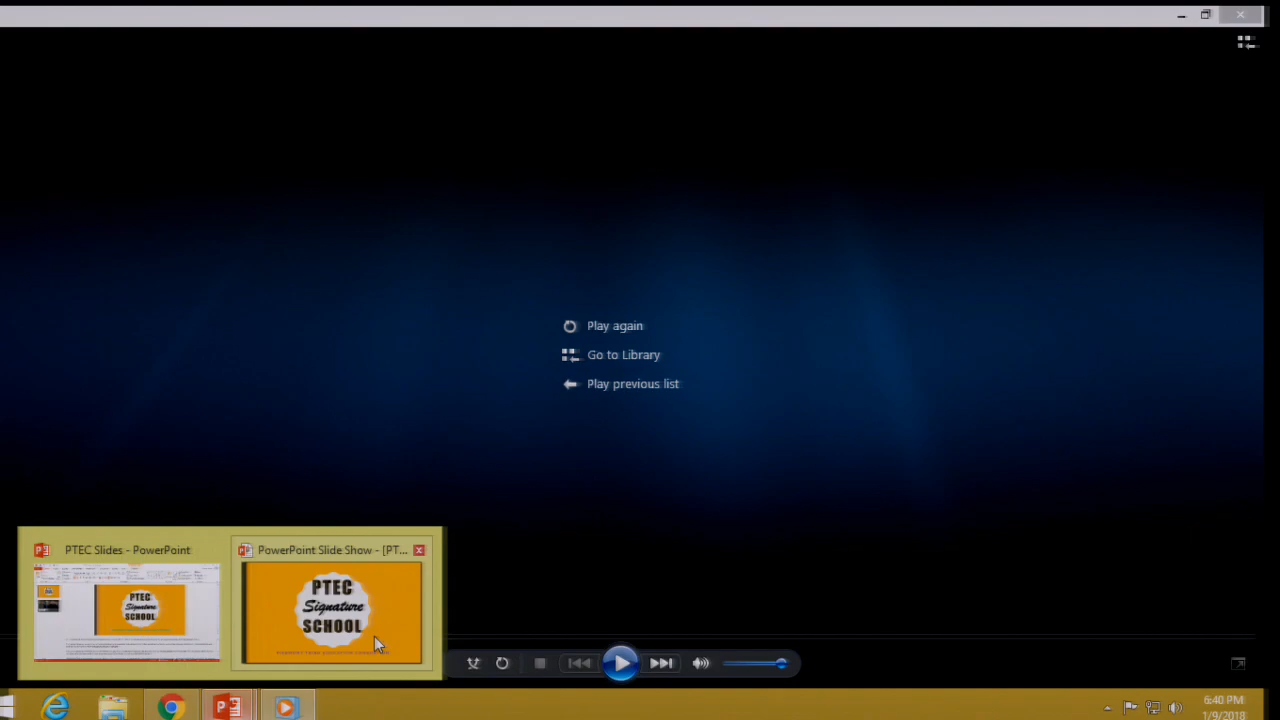 Play again
Go to Library
Play previous list
PTEC Slides - PowerPoint
PowerPoint Slide Show - [PT...
PTEC
Signature
SCHOOL
PTEC
Signature
SCHOOL
6:40 PM
1/9/2018